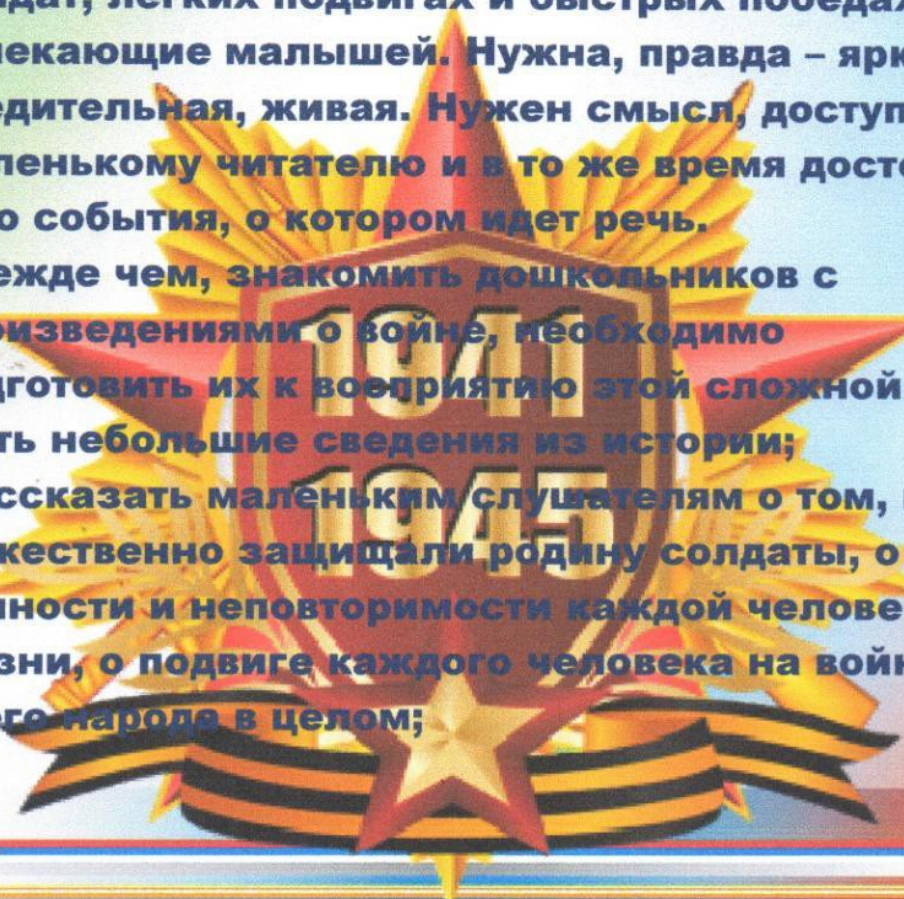 дат, легких подвигах и быстрых победах
лекающие малышей. Нужна, правда – ярк
едительная, живая. Нужен смысл, доступ
ленькому читателю и в то же время досто
о события, о котором идет речь.
ежде чем, знакомить дошкольников с
оизведениями о войне, необходимо
дготовить их к восприятию этой сложной
ть небольшие сведения из истории;
ссказать маленьким слушателям о том,
жественно защищали родину солдаты, о
нности и неповторимости каждой челове
зни, о подвиге каждого человека на войн
его народа в целом;
1941
1945